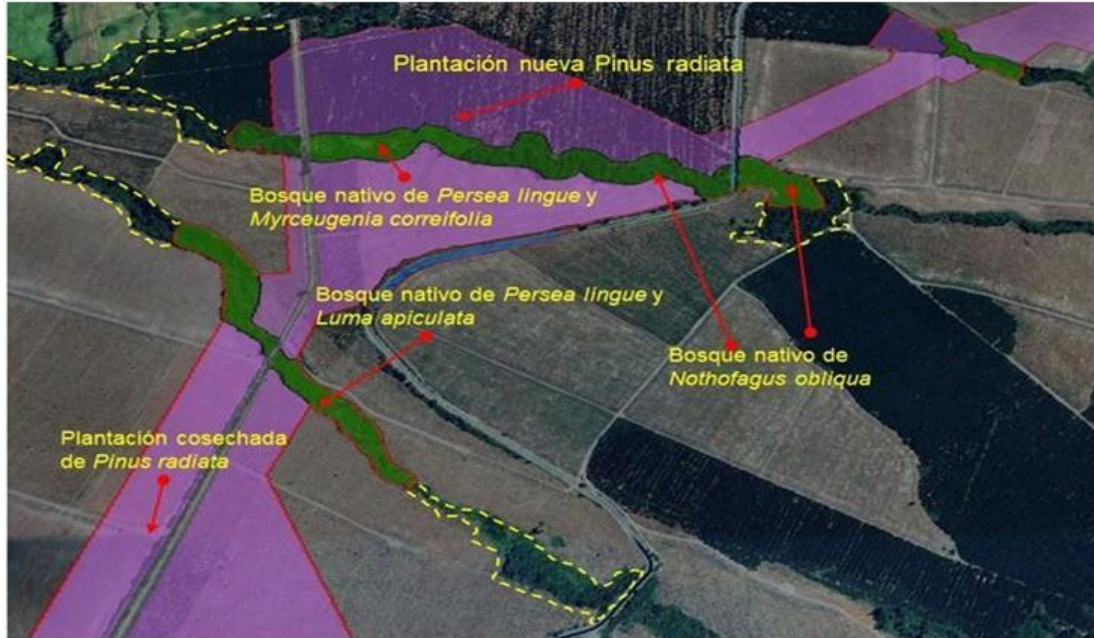 Plantación nueva Pinus radiata
Bosque nativo de Persea lingue y
Myrceugenia correifolia
Bosque nativo de Persea lingue y
Luma apiculata
Bosque nativo de
Nothofagus obliqua
Plantación cosechada
de Pinus radiata